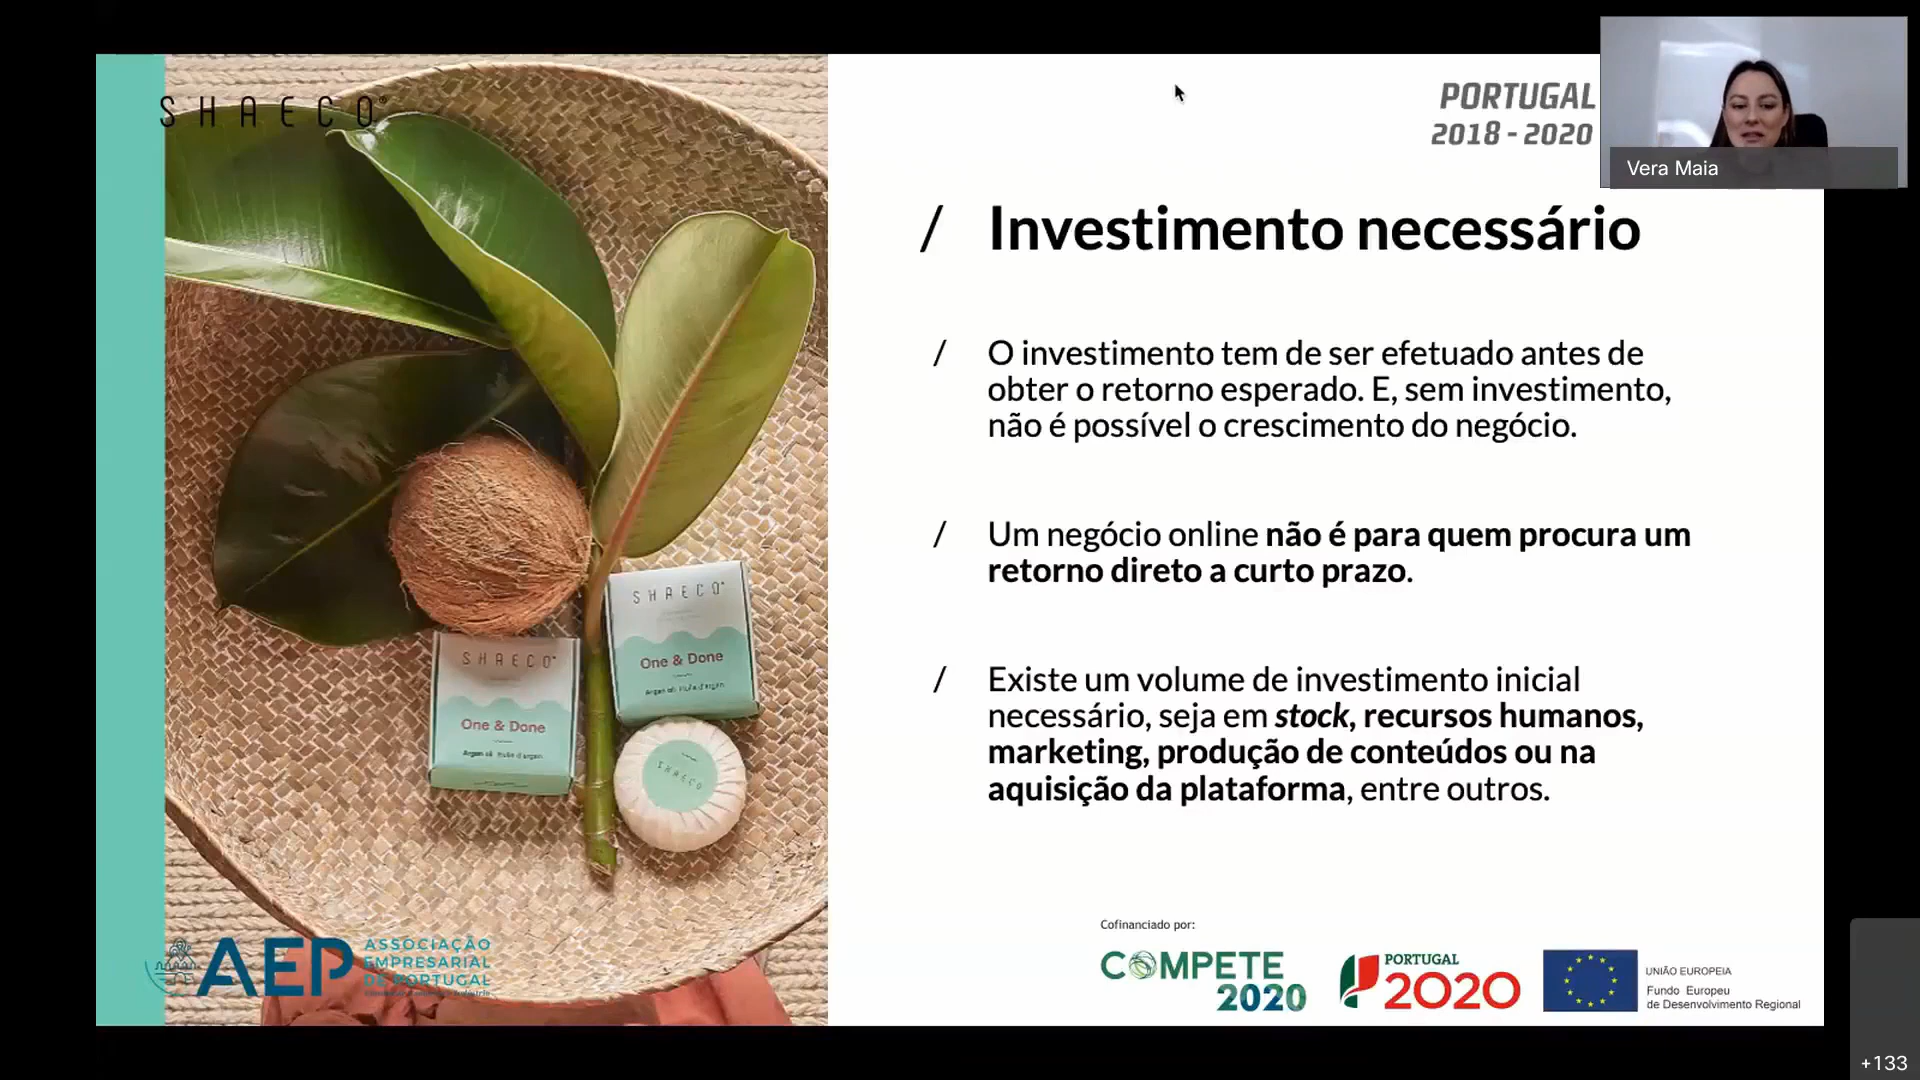 SHAECO®
PORTUGAL
2018 - 2020
Vera Maia
/ Investimento necessário
/ O investimento tem de ser efetuado antes de
obter o retorno esperado. E, sem investimento,
não é possível o crescimento do negócio.
/ Um negócio online não é para quem procura um
retorno direto a curto prazo.
/ Existe um volume de investimento inicial
necessário, seja em stock, recursos humanos,
marketing, produção de conteúdos ou na
aquisição da plataforma, entre outros.
SHAECO
One & Done
Argan oil Huile d'argan
SHAECO
One & Done
Argan oil Huile d'argan
SHAECO
AEP ASSOCIAÇÃO
EMPRESARIAL
DE PORTUGAL
Cofinanciado por:
COMPETE
2020
PORTUGAL
2020
UNIÃO EUROPEIA
Fundo Europeu
de Desenvolvimento Regional
+133